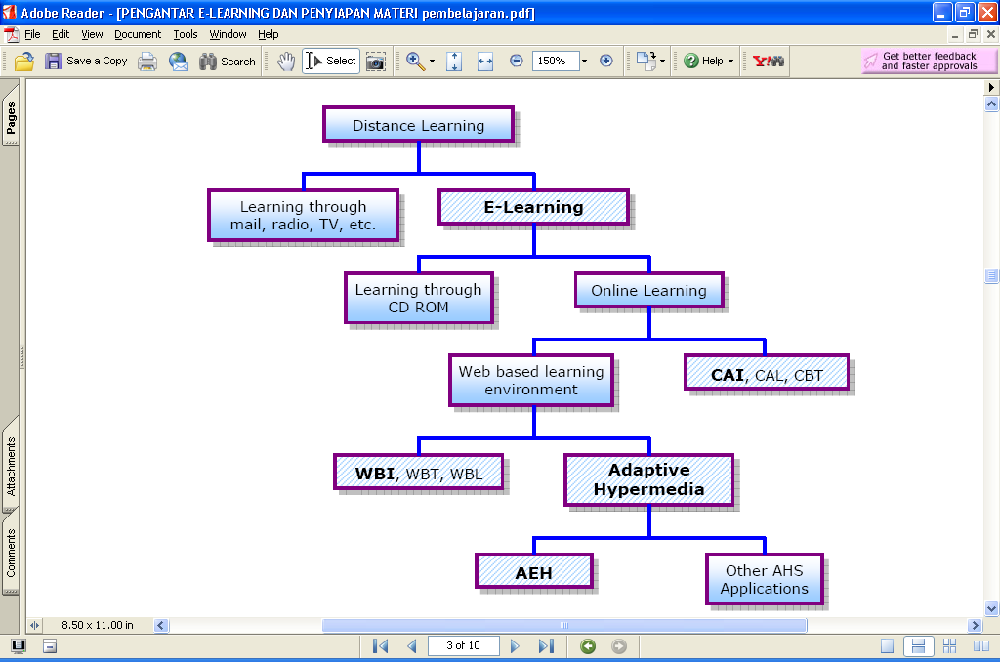 Adobe Reader - [PENGANTAR E-LEARNING DAN PENYIAPAN MATERI pembelajaran.pdf]
File Edit View Document Tools Window Help
Save a Copy Search Select 150% Help Y! Get better feedback
and faster approvals
Pages
Distance Learning
Learning through
mail, radio, TV, etc.
E-Learning
Learning through
CD ROM
Online Learning
Web based learning
environment
CAI, CAL, CBT
Attachments
WBI, WBT, WBL
Adaptive
Hypermedia
Comments
AEH
Other AHS
Applications
8.50 x 11.00 in
3 of 10